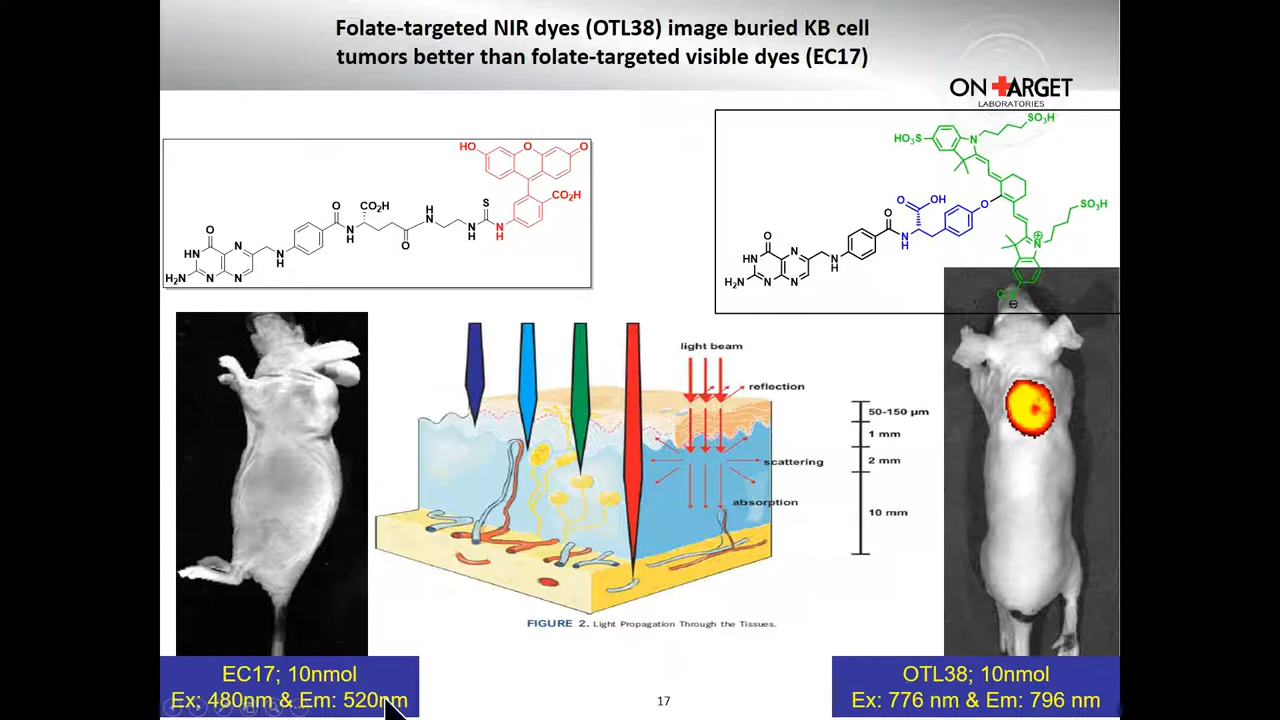 Folate-targeted NIR dyes (OTL38) image buried KB cell
tumors better than folate-targeted visible dyes (EC17)
ON TARGET
LABORATORIES
HO
O
O
CO₂H
CO₂H
O
N
H
H
N
O
N
H
S
N
H
O
HN
N
N
H
H₂N
N
N
SO₃H
HO₃S
N
SO₃H
N
⊕
O
OH
O
O
N
H
O
HN
N
N
H
H₂N
N
N
⊖
light beam
reflection
scattering
absorption
50-150 µm
1 mm
2 mm
10 mm
FIGURE 2. Light Propagation Through the Tissues.
EC17; 10nmol
Ex: 480nm & Em: 520nm
17
OTL38; 10nmol
Ex: 776 nm & Em: 796 nm